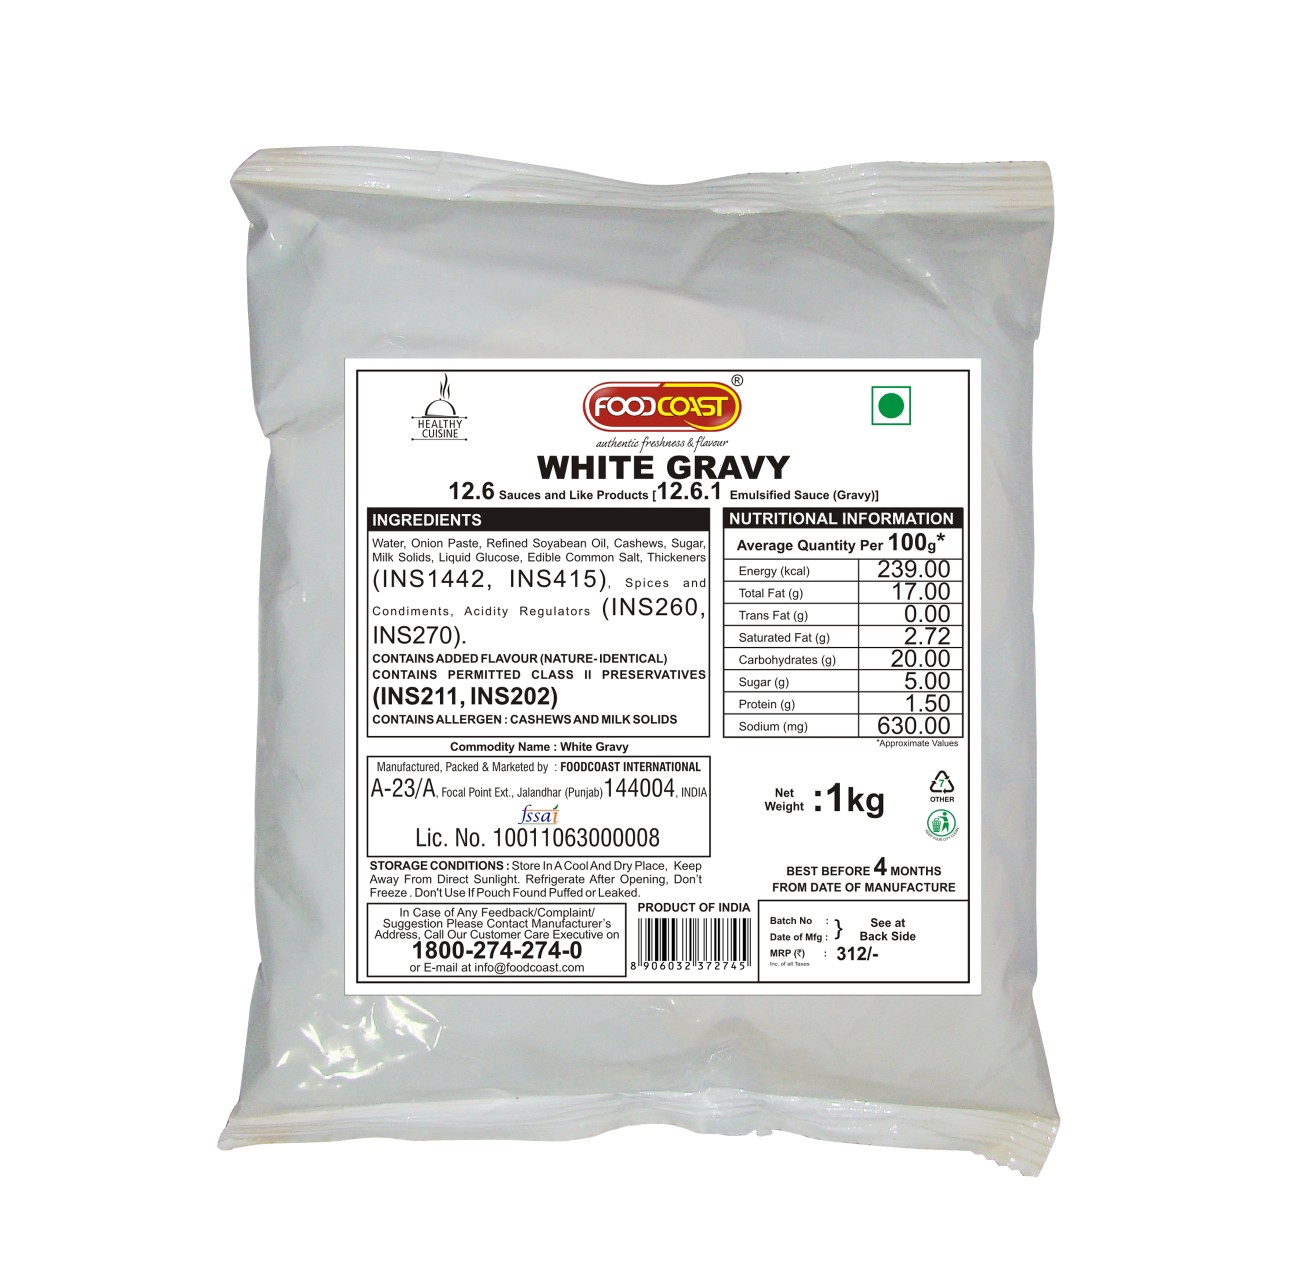 HEALTHY
CUISINE
FOODCOAST®
authentic freshness & flavour
WHITE GRAVY
12.6 Sauces and Like Products [12.6.1 Emulsified Sauce (Gravy)]
INGREDIENTS
Water, Onion Paste, Refined Soyabean Oil, Cashews, Sugar,
Milk Solids, Liquid Glucose, Edible Common Salt, Thickeners
(INS1442, INS415), Spices and
Condiments, Acidity Regulators (INS260,
INS270).
CONTAINS ADDED FLAVOUR (NATURE-IDENTICAL)
CONTAINS PERMITTED CLASS II PRESERVATIVES
(INS211, INS202)
CONTAINS ALLERGEN : CASHEWS AND MILK SOLIDS
NUTRITIONAL INFORMATION
Average Quantity Per 100g*
Energy (kcal) 239.00
Total Fat (g) 17.00
Trans Fat (g) 0.00
Saturated Fat (g) 2.72
Carbohydrates (g) 20.00
Sugar (g) 5.00
Protein (g) 1.50
Sodium (mg) 630.00
*Approximate Values
Commodity Name : White Gravy
Manufactured, Packed & Marketed by : FOODCOAST INTERNATIONAL
A-23/A, Focal Point Ext., Jalandhar (Punjab) 144004, INDIA
fssai
Lic. No. 10011063000008
Net
Weight : 1kg
7
OTHER
STORAGE CONDITIONS : Store In A Cool And Dry Place, Keep
Away From Direct Sunlight. Refrigerate After Opening, Don't
Freeze . Don't Use If Pouch Found Puffed or Leaked.
BEST BEFORE 4 MONTHS
FROM DATE OF MANUFACTURE
In Case of Any Feedback/Complaint/
Suggestion Please Contact Manufacturer's
Address, Call Our Customer Care Executive on
1800-274-274-0
or E-mail at info@foodcoast.com
PRODUCT OF INDIA
8 906032 372745
Batch No :
Date of Mfg : } See at
Back Side
MRP (₹) : 312/-
Inc. of all Taxes